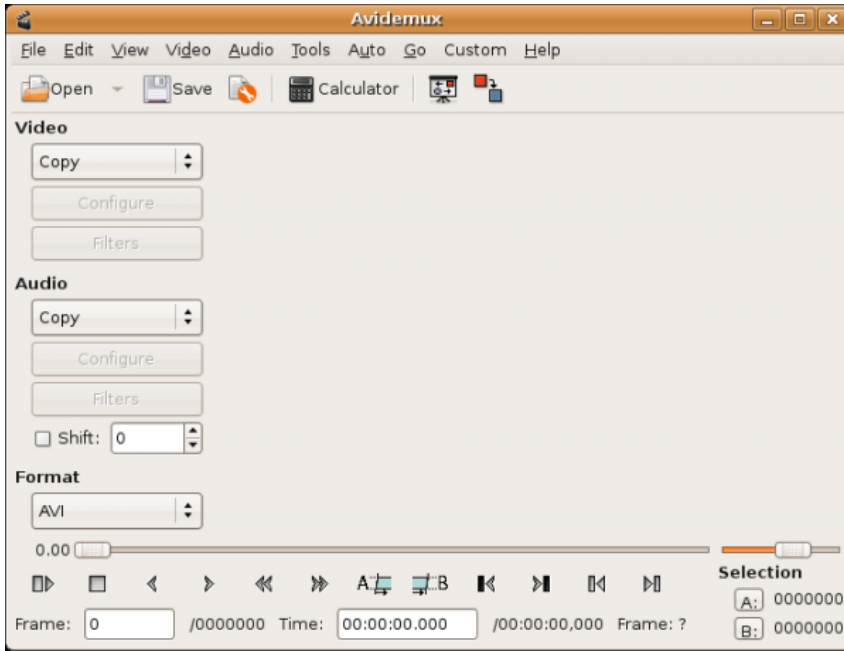 Avidemux
File Edit View Video Audio Tools Auto Go Custom Help
Open Save Calculator
Video
Copy
Configure
Filters
Audio
Copy
Configure
Filters
Shift: 0
Format
AVI
0.00
A B
Selection
A: 0000000
Frame: 0 /0000000 Time: 00:00:00.000 /00:00:00,000 Frame: ?
B: 0000000